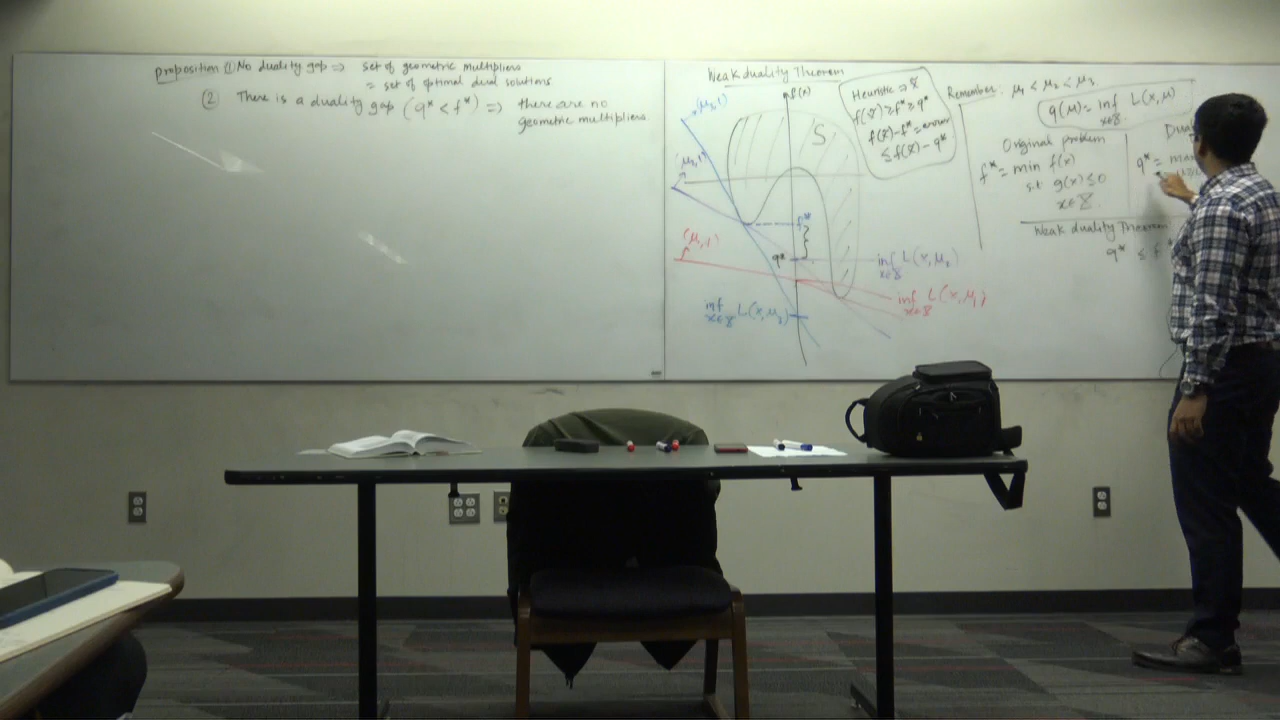 Proposition ① No duality gap ⇒ set of geometric multipliers
= set of optimal dual solutions
② There is a duality gap (q* < f*) ⇒ there are no
geometric multipliers.
Weak duality Theorem
f(x)
S
(μ3,1)
(μ2,1)
(μ1,1)
f*
q*
inf L(x,μ2)
x∈X
inf L(x,μ1)
x∈X
inf L(x,μ3)
x∈X
Heuristic ⇒ x̄
f(x̄) ≥ f* ≥ q*
f(x̄) - f* = error
≤ f(x̄) - q*
Remember: μ1 < μ2 < μ3
q(μ) = inf L(x,μ)
x∈X
Original problem
f* = min f(x)
s.t g(x) ≤ 0
x∈X
q* =
Weak duality Theorem
q* ≤ f*